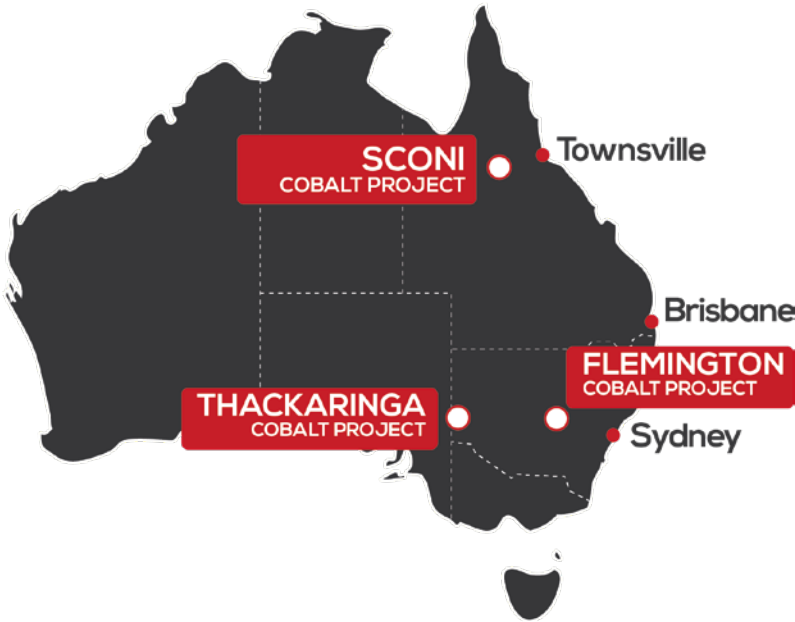 SCONI
COBALT PROJECT
Townsville
Brisbane
FLEMINGTON
COBALT PROJECT
THACKARINGA
COBALT PROJECT
Sydney